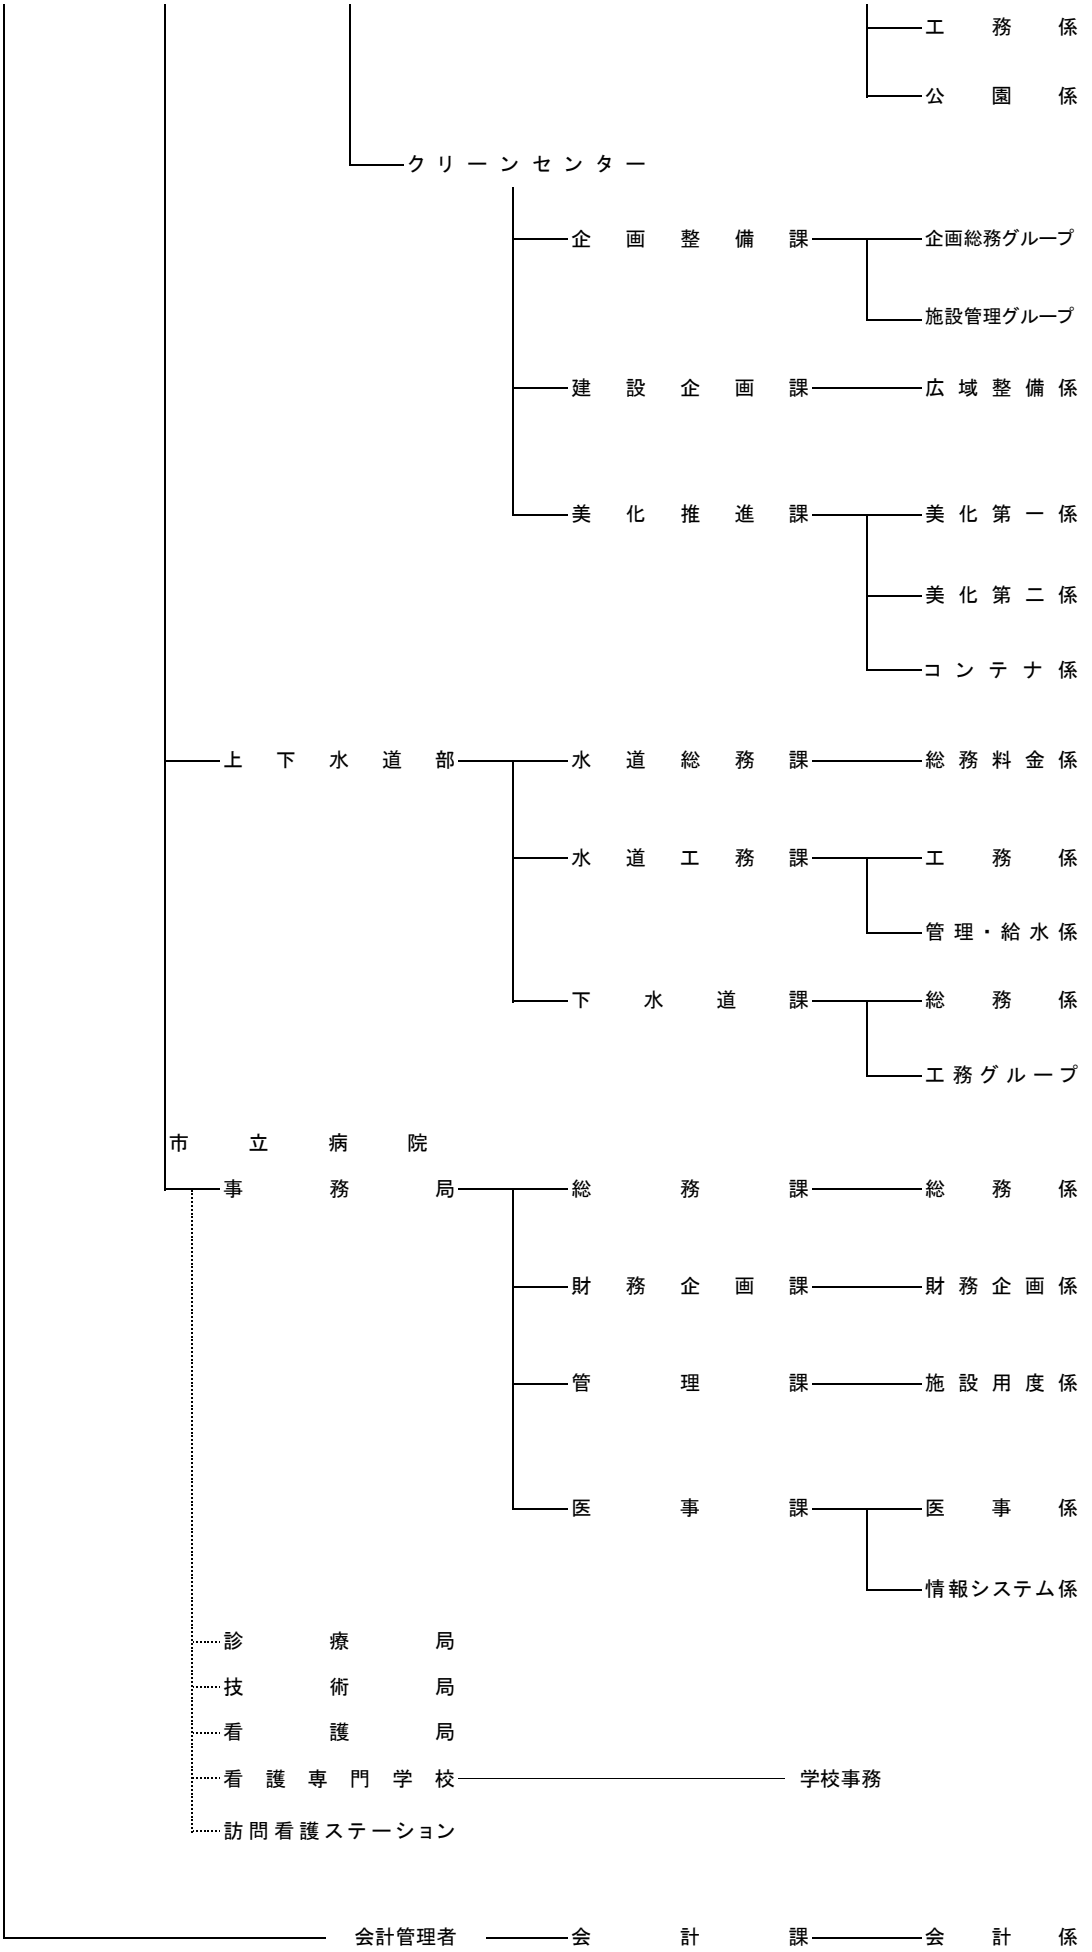 工務係
公園係
クリーンセンター
企画整備課 企画総務グループ
施設管理グループ
建設企画課 広域整備係
美化推進課 美化第一係
美化第二係
コンテナ係
上下水道部 水道総務課 総務料金係
水道工務課 工務係
管理・給水係
下水道課 総務係
工務グループ
市立病院
事務局 総務課 総務係
財務企画課 財務企画係
管理課 施設用度係
医事課 医事係
情報システム係
診療局
技術局
看護局
看護専門学校 学校事務
訪問看護ステーション
会計管理者 会計課 会計係